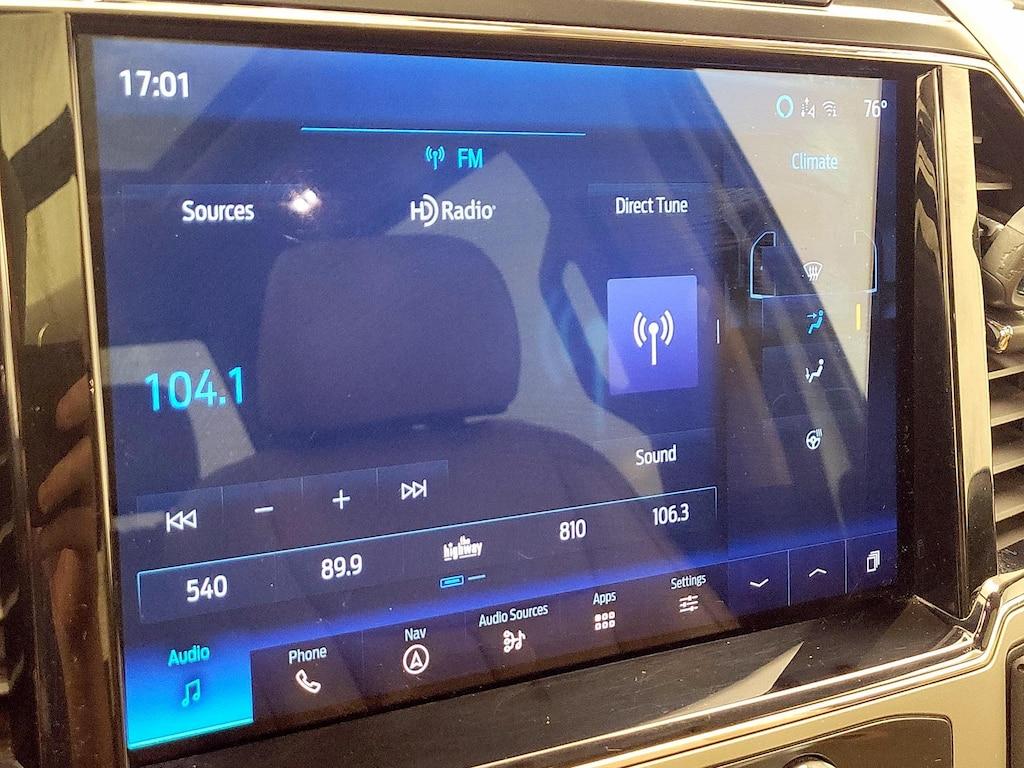 17:01
76°
FM
Climate
Sources
HD Radio
Direct Tune
104.1
Sound
540
89.9
the highway
810
106.3
Audio
Phone
Nav
Audio Sources
Apps
Settings